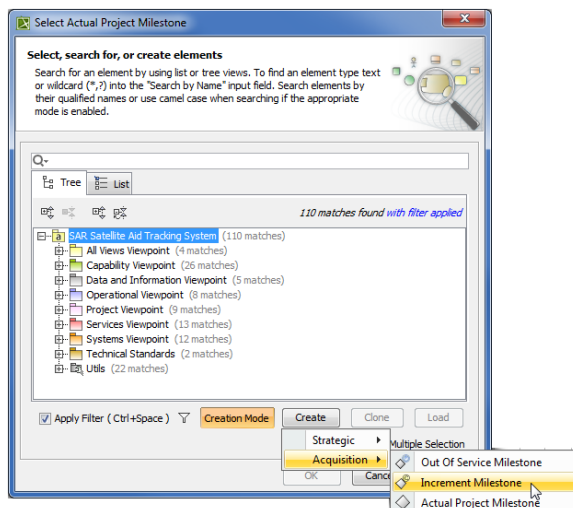 Select Actual Project Milestone
Select, search for, or create elements
Search for an element by using list or tree views. To find an element type text
or wildcard (*,?) into the "Search by Name" input field. Search elements by
their qualified names or use camel case when searching if the appropriate
mode is enabled.
Tree List
110 matches found with filter applied
a SAR Satellite Aid Tracking System (110 matches)
All Views Viewpoint (4 matches)
Capability Viewpoint (26 matches)
Data and Information Viewpoint (5 matches)
Operational Viewpoint (8 matches)
Project Viewpoint (9 matches)
Services Viewpoint (13 matches)
Systems Viewpoint (12 matches)
Technical Standards (2 matches)
Utils (22 matches)
Apply Filter ( Ctrl+Space ) Creation Mode Create Clone Load
Strategic Multiple Selection
Acquisition Out Of Service Milestone
OK Cance
Increment Milestone
Actual Project Milestone